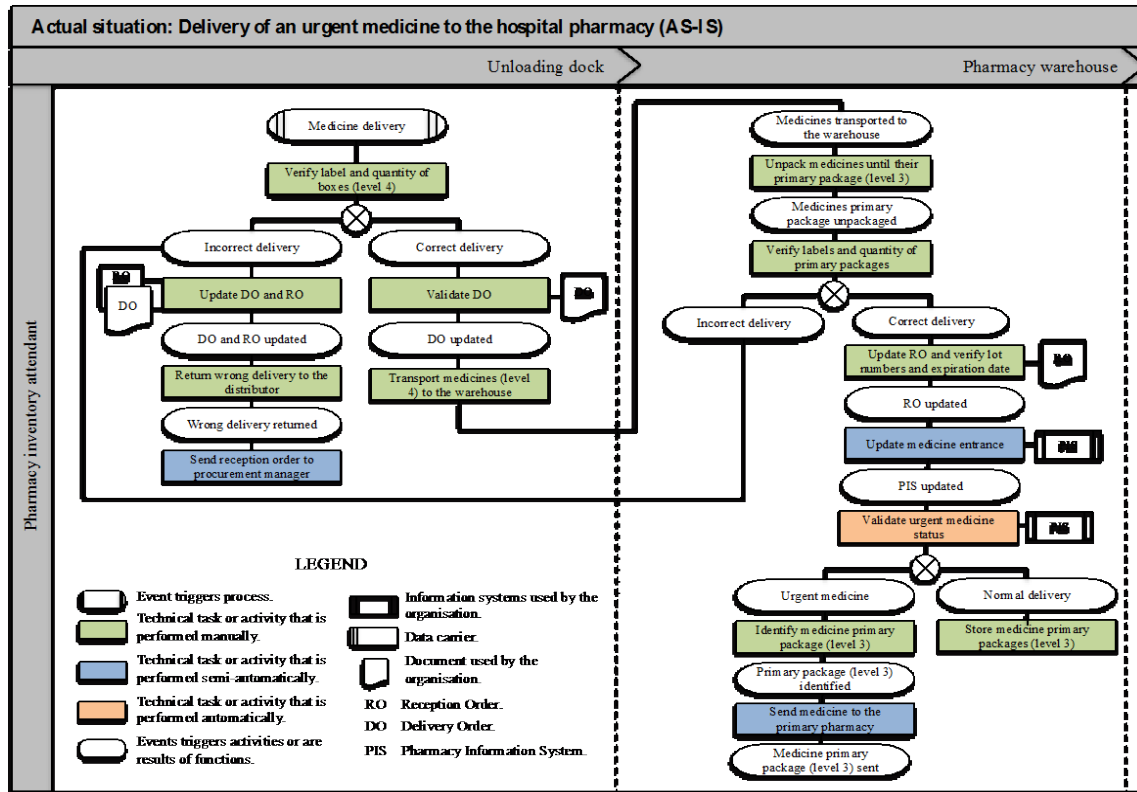 Actual situation: Delivery of an urgent medicine to the hospital pharmacy (AS-IS)
Unloading dock
Pharmacy warehouse
Pharmacy inventory attendant
Medicine delivery
Verify label and quantity of
boxes (level 4)
Incorrect delivery
Correct delivery
DO
Update DO and RO
Validate DO
DO and RO updated
DO updated
Return wrong delivery to the
distributor
Transport medicines (level
4) to the warehouse
Wrong delivery returned
Send reception order to
procurement manager
Medicines transported to
the warehouse
Unpack medicines until their
primary package (level 3)
Medicines primary
package unpackaged
Verify labels and quantity of
primary packages
Incorrect delivery
Correct delivery
Update RO and verify lot
numbers and expiration date
RO updated
Update medicine entrance
PIS
PIS updated
Validate urgent medicine
status
PIS
Urgent medicine
Normal delivery
Identify medicine primary
package (level 3)
Store medicine primary
packages (level 3)
Primary package (level 3)
identified
Send medicine to the
primary pharmacy
Medicine primary
package (level 3) sent
LEGEND
Event triggers process.
Technical task or activity that is
performed manually.
Technical task or activity that is
performed semi-automatically.
Technical task or activity that is
performed automatically.
Events triggers activities or are
results of functions.
Information systems used by the
organisation.
Data carrier.
Document used by the
organisation.
RO Reception Order.
DO Delivery Order.
PIS Pharmacy Information System.